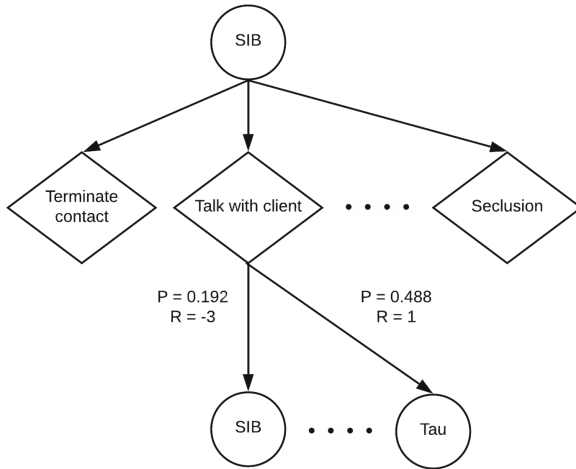 SIB
Terminate
contact
Talk with client
Seclusion
P = 0.192
R = -3
P = 0.488
R = 1
SIB
Tau